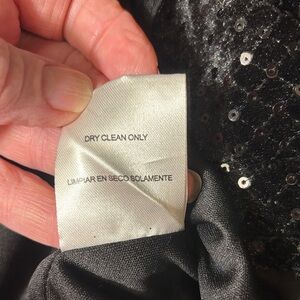 DRY CLEAN ONLY
LIMPIAR EN SECO SOLAMENTE